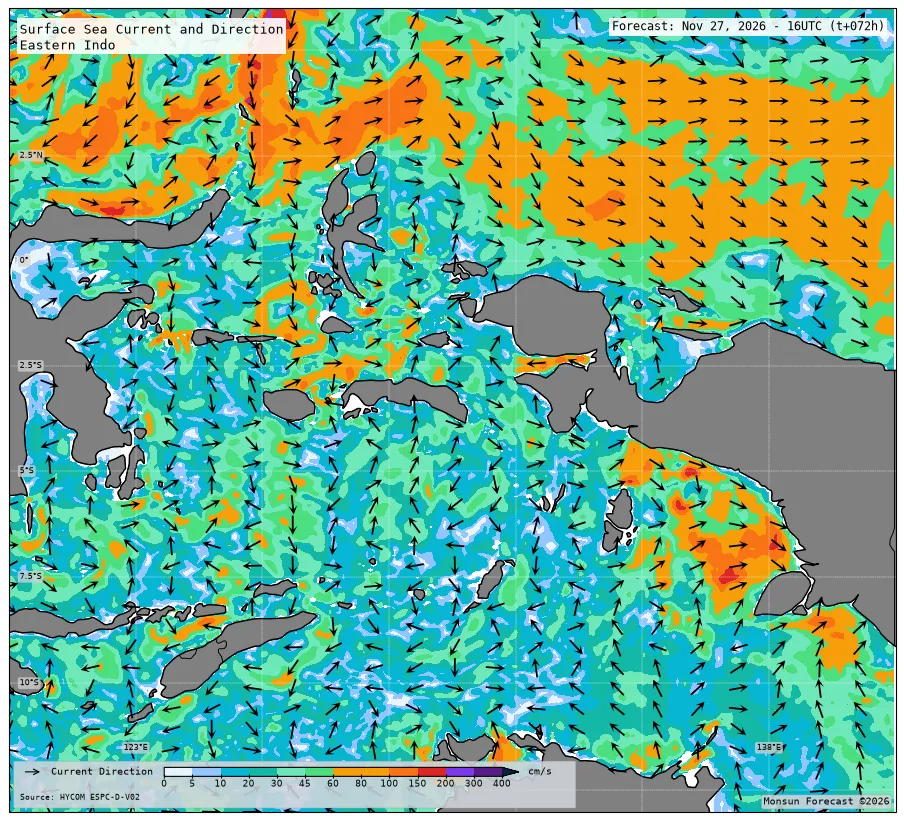 Surface Sea Current and Direction
Eastern Indo
Forecast: Nov 27, 2026 - 16UTC (t+072h)
2.5°N
0°
2.5°S
5°S
7.5°S
10°S
123°E
138°E
Current Direction
cm/s
0 5 10 20 30 45 60 80 100 150 200 300 400
Source: HYCOM ESPC-D-V02
Monsun Forecast ©2026